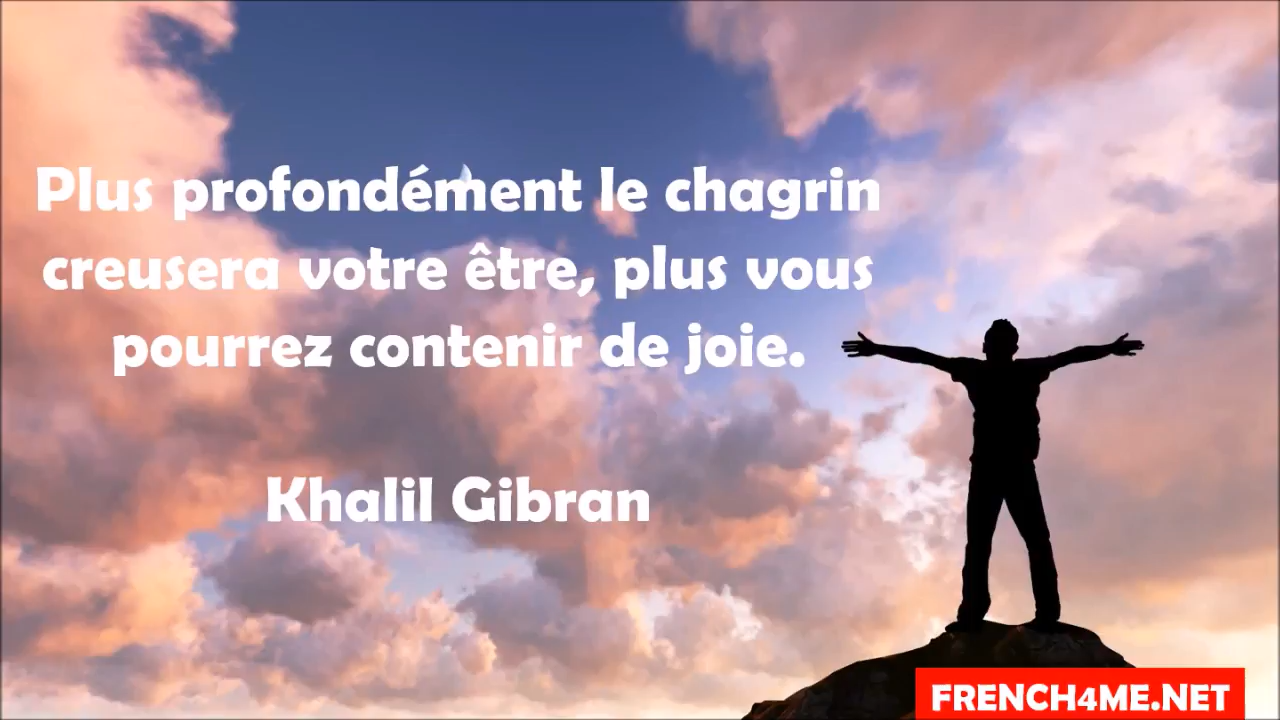 Plus profondément le chagrin
creusera votre être, plus vous
pourrez contenir de joie.
Khalil Gibran
FRENCH4ME.NET